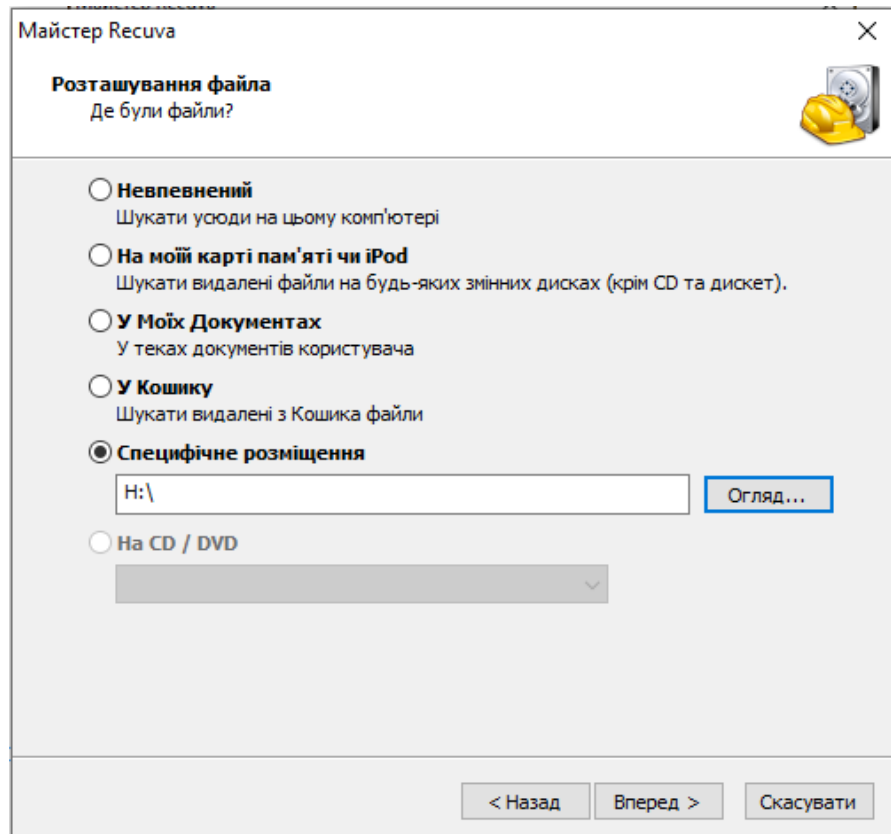 Майстер Recuva
Розташування файла
Де були файли?
Невпевнений
Шукати усюди на цьому комп'ютері
На моїй карті пам'яті чи iPod
Шукати видалені файли на будь-яких змінних дисках (крім CD та дискет).
У Моїх Документах
У теках документів користувача
У Кошику
Шукати видалені з Кошика файли
Специфічне розміщення
H:\
Огляд...
На CD / DVD
< Назад
Вперед >
Скасувати